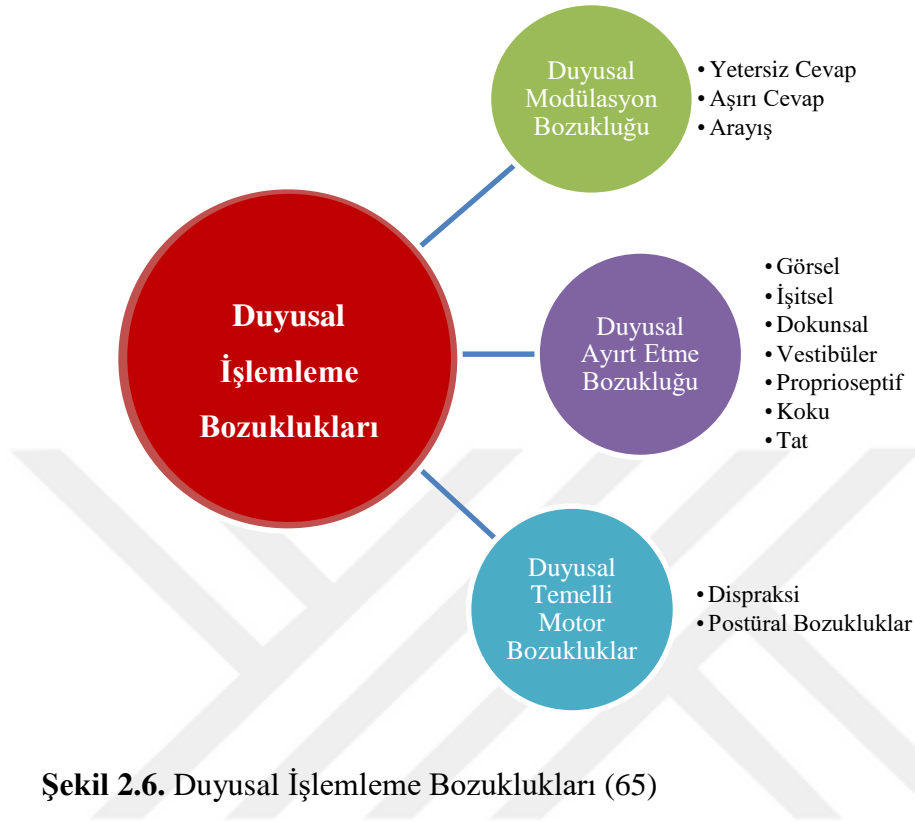 Duyusal
Modülasyon
Bozukluğu
• Yetersiz Cevap
• Aşırı Cevap
• Arayış
Duyusal
İşlemleme
Bozuklukları
Duyusal
Ayırt Etme
Bozukluğu
• Görsel
• İşitsel
• Dokunsal
• Vestibüler
• Proprioseptif
• Koku
• Tat
Duyusal
Temelli
Motor
Bozukluklar
• Dispraksi
• Postüral Bozukluklar
Şekil 2.6. Duyusal İşlemleme Bozuklukları (65)